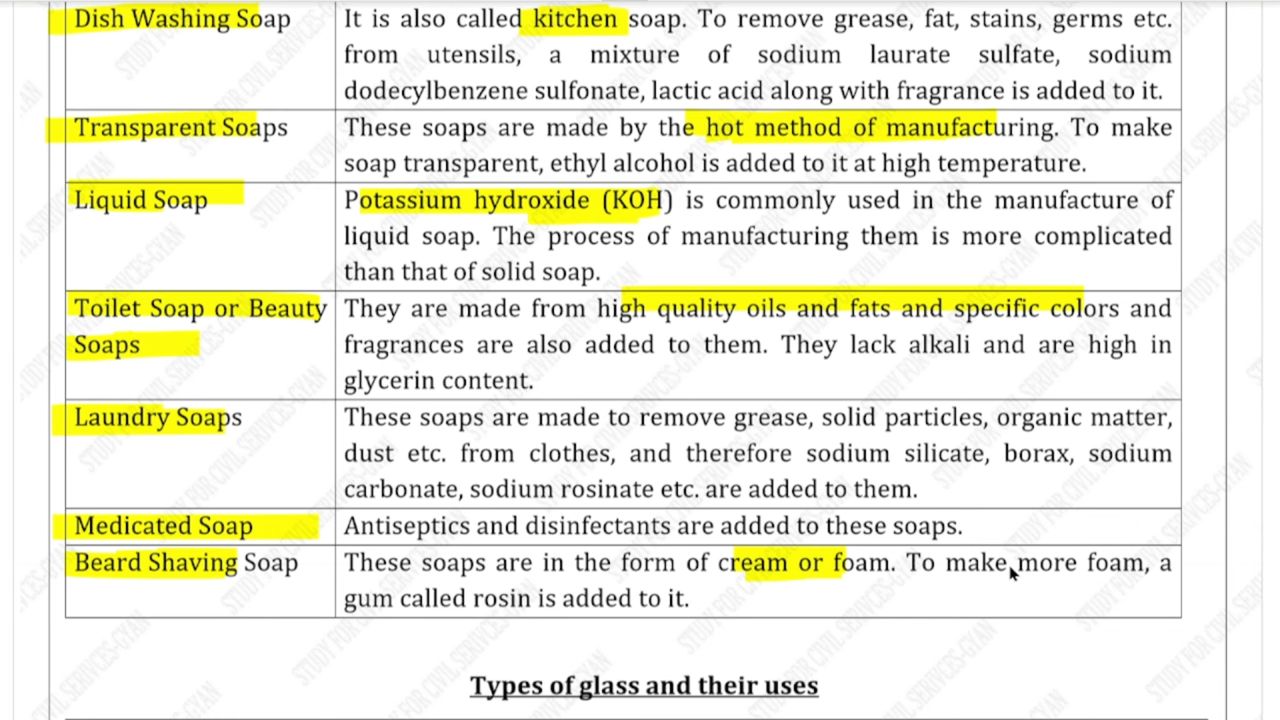 Dish Washing Soap
It is also called kitchen soap. To remove grease, fat, stains, germs etc.
from utensils, a mixture of sodium laurate sulfate, sodium
dodecylbenzene sulfonate, lactic acid along with fragrance is added to it.
Transparent Soaps
These soaps are made by the hot method of manufacturing. To make
soap transparent, ethyl alcohol is added to it at high temperature.
Liquid Soap
Potassium hydroxide (KOH) is commonly used in the manufacture of
liquid soap. The process of manufacturing them is more complicated
than that of solid soap.
Toilet Soap or Beauty
Soaps
They are made from high quality oils and fats and specific colors and
fragrances are also added to them. They lack alkali and are high in
glycerin content.
Laundry Soaps
These soaps are made to remove grease, solid particles, organic matter,
dust etc. from clothes, and therefore sodium silicate, borax, sodium
carbonate, sodium rosinate etc. are added to them.
Medicated Soap
Antiseptics and disinfectants are added to these soaps.
Beard Shaving Soap
These soaps are in the form of cream or foam. To make more foam, a
gum called rosin is added to it.
Types of glass and their uses
STUDY FOR CIVIL SERIVCES-GYAN